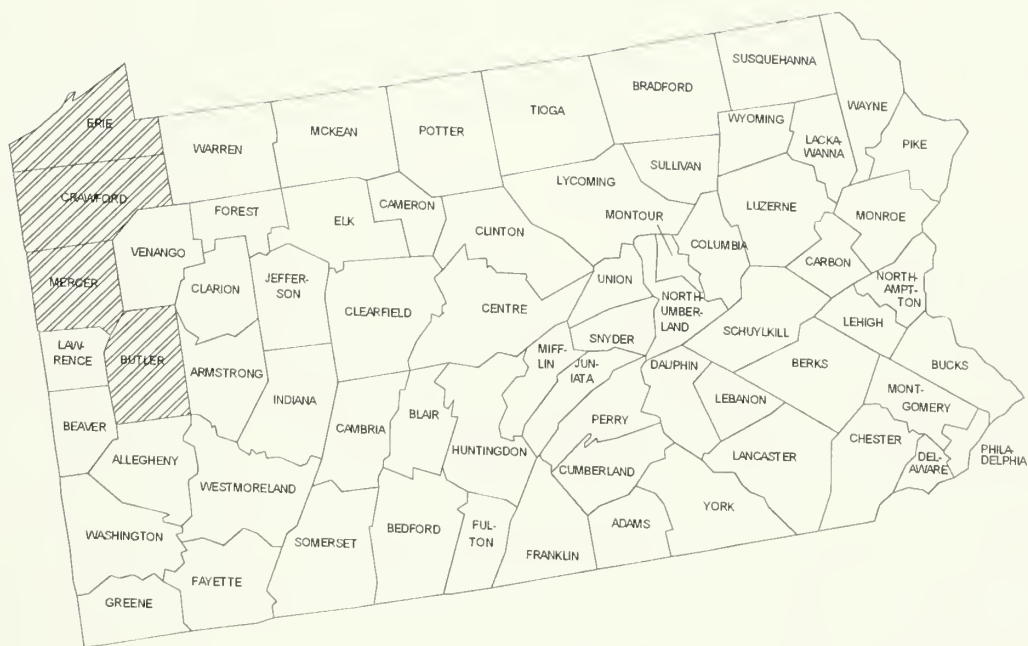 SUSQUEHANNA
BRADFORD
TIOGA
WAYNE
ERIE
MCKEAN
POTTER
WYOMING
WARREN
LACKA-
WANNA
PIKE
SULLIVAN
LYCOMING
CRAWFORD
CAMERON
FOREST
ELK
LUZERNE
MONTOUR
MONROE
CLINTON
VENANGO
COLUMBIA
CARBON
MERCER
JEFFER-
SON
CLARION
UNION
NORTH-
AMPT-
TON
NORTH-
UMBER-
LAND
CENTRE
CLEARFIELD
LEHIGH
SCHUYLKILL
SNYDER
LAW-
RENCE
BUTLER
MIFF-
LIN
JUN-
IATA
DAUPHIN
BERKS
BUCKS
ARMSTRONG
INDIANA
LEBANON
MONT-
GOMERY
BLAIR
PERRY
BEAVER
CAMBRIA
CHESTER
HUNTINGDON
LANCASTER
PHILA-
DELPHIA
DEL-
AWARE
ALLEGHENY
CUMBERLAND
WESTMORELAND
YORK
WASHINGTON
BEDFORD
FUL-
TON
ADAMS
SOMERSET
FRANKLIN
FAYETTE
GREENE